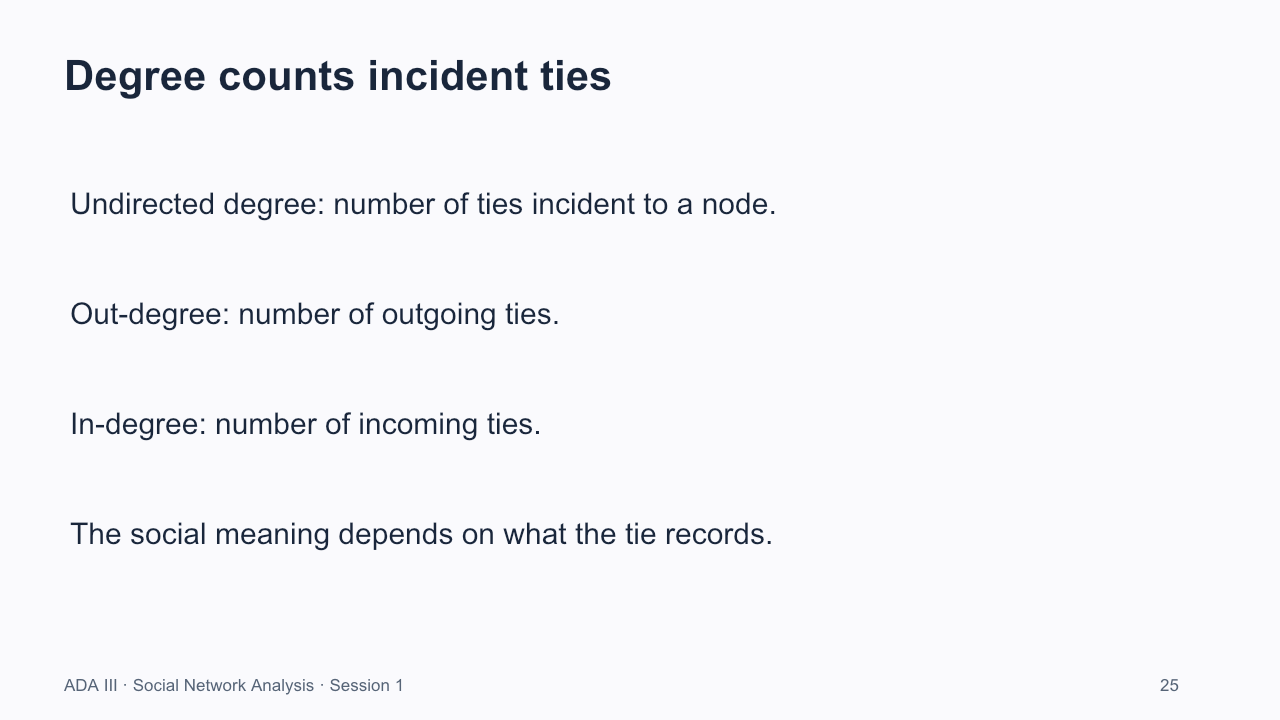 Degree counts incident ties
Undirected degree: number of ties incident to a node.
Out-degree: number of outgoing ties.
In-degree: number of incoming ties.
The social meaning depends on what the tie records.
ADA III · Social Network Analysis · Session 1
25